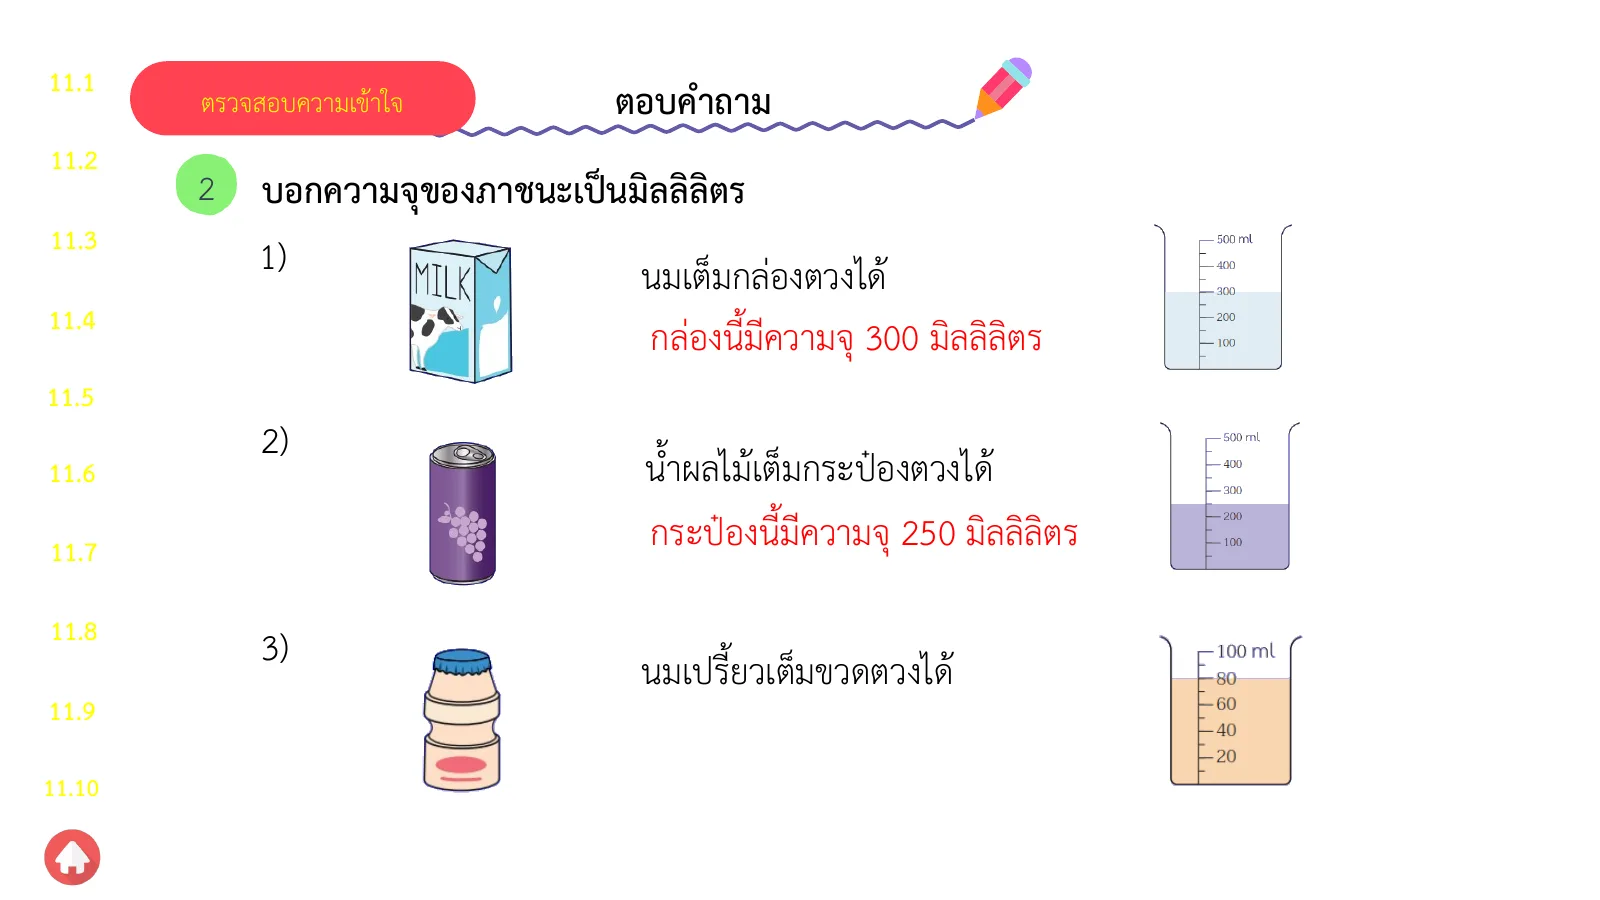 11.1
ตรวจสอบความเข้าใจ
ตอบคำถาม
11.2
2
บอกความจุของภาชนะเป็นมิลลิลิตร
11.3
1)
MILK
นมเต็มกล่องตวงได้
500 ml
400
300
200
100
11.4
กล่องนี้มีความจุ 300 มิลลิลิตร
11.5
2)
น้ำผลไม้เต็มกระป๋องตวงได้
500 ml
400
300
200
100
11.6
กระป๋องนี้มีความจุ 250 มิลลิลิตร
11.7
11.8
3)
นมเปรี้ยวเต็มขวดตวงได้
100 ml
80
60
40
20
11.9
11.10